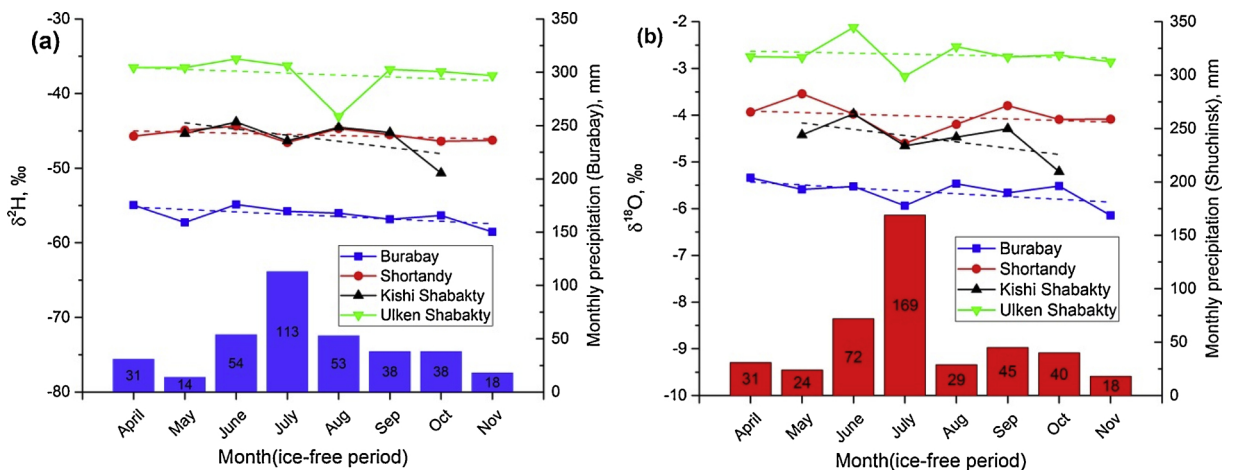 (a)
-30
-40
-50
-60
-70
-80
δ²H, ‰
350
300
250
200
150
100
50
0
Monthly precipitation (Burabay), mm
Burabay
Shortandy
Kishi Shabakty
Ulken Shabakty
31
14
54
113
53
38
38
18
April
May
June
July
Aug
Sep
Oct
Nov
Month(ice-free period)
(b)
-2
-3
-4
-5
-6
-7
-8
-9
-10
δ¹⁸O, ‰
350
300
250
200
150
100
50
0
Monthly precipitation (Shuchinsk), mm
Burabay
Shortandy
Kishi Shabakty
Ulken Shabakty
31
24
72
169
29
45
40
18
April
May
June
July
Aug
Sep
Oct
Nov
Month(ice-free period)